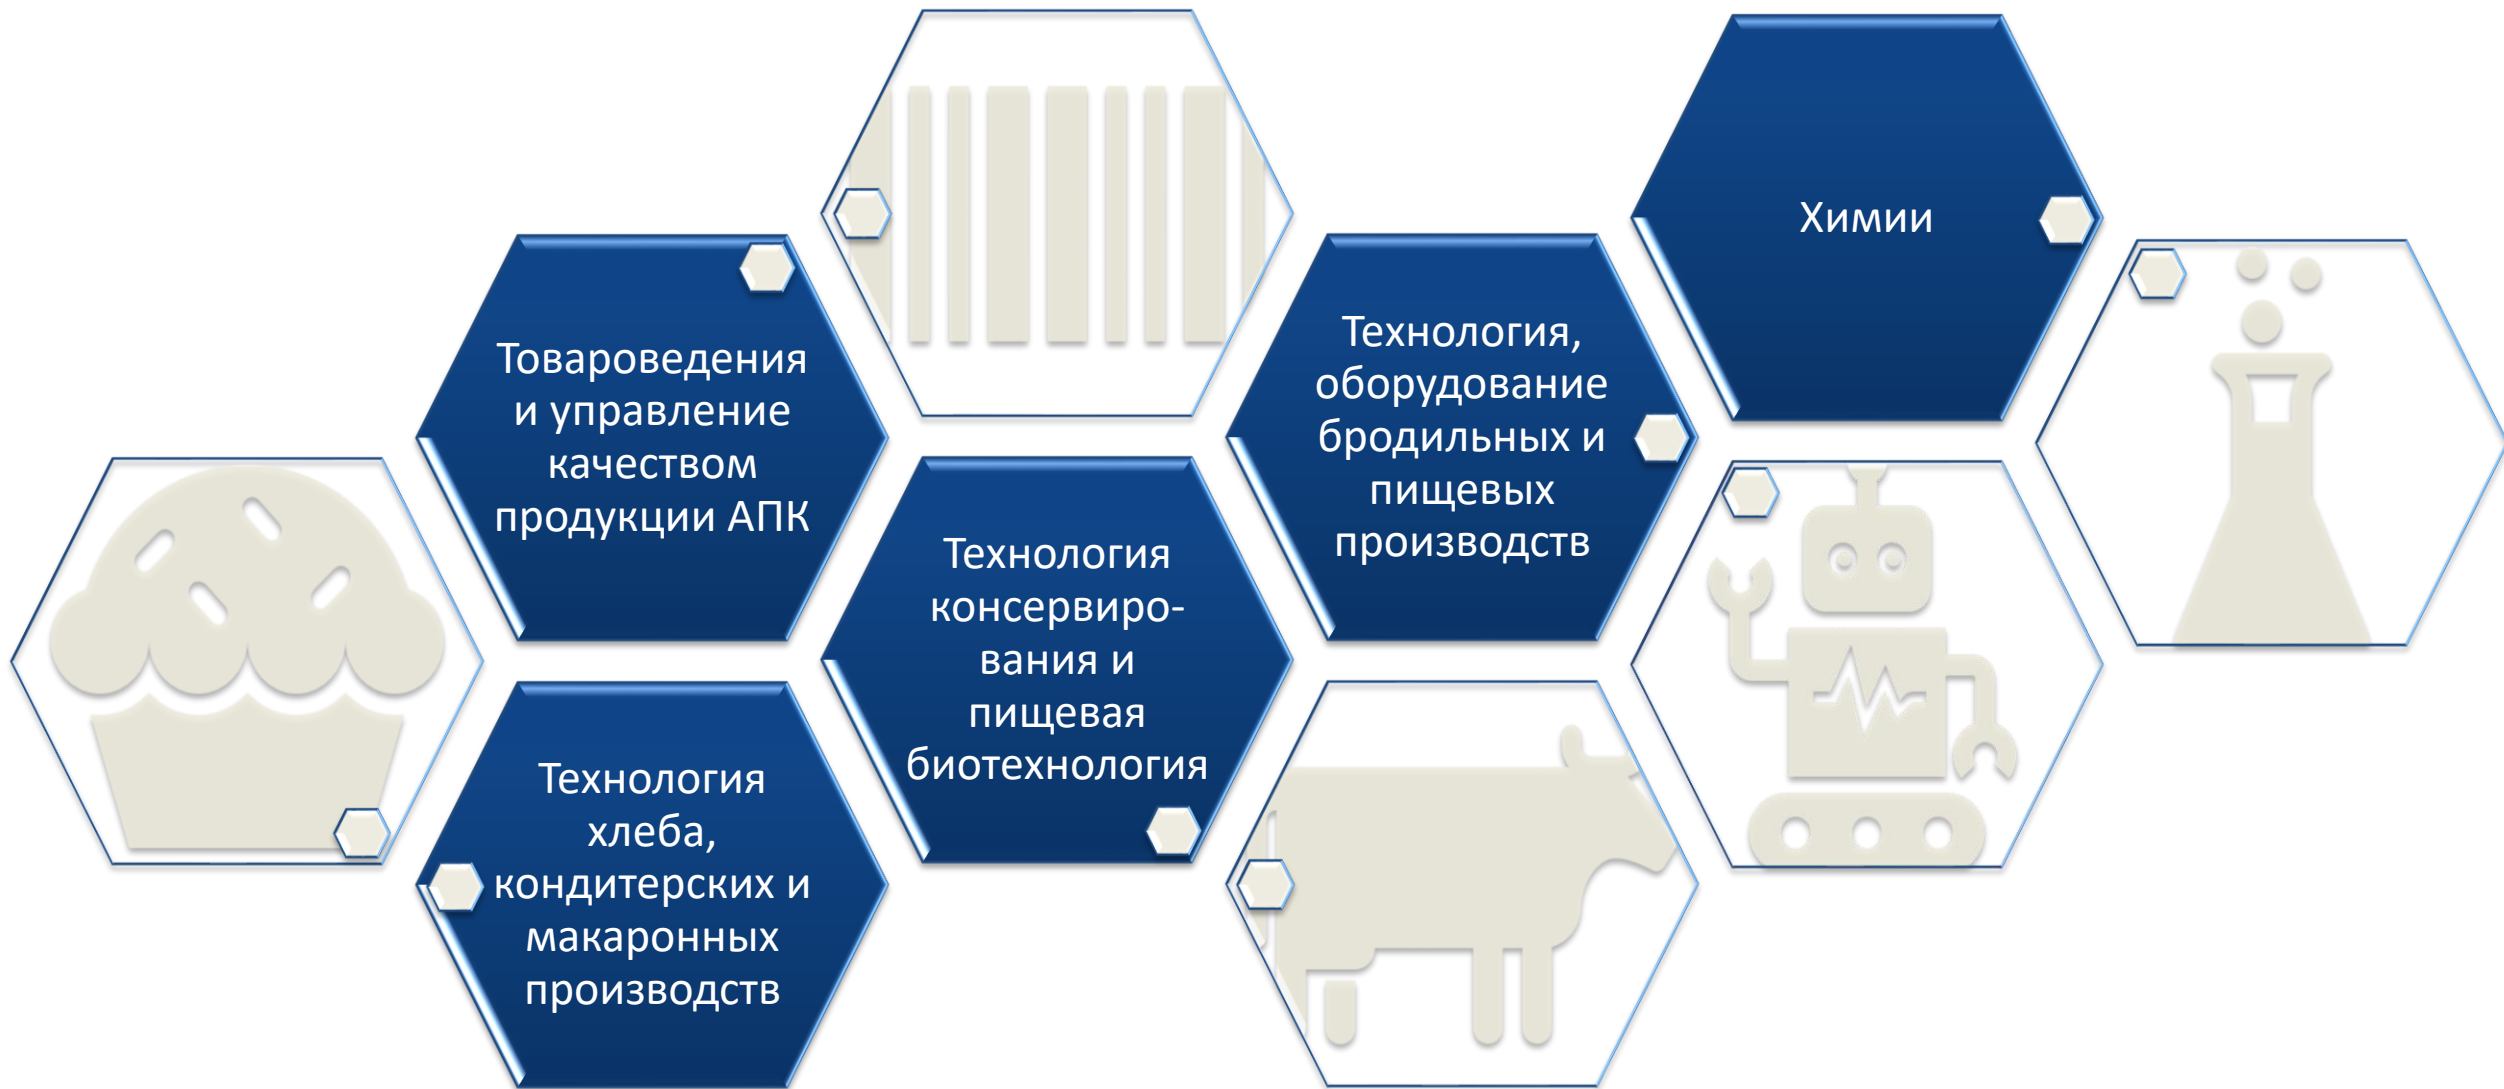 Товароведения
и управление
качеством
продукции АПК
Технология
хлеба,
кондитерских и
макаронных
производств
Технология
консервиро-
вания и
пищевая
биотехнология
Технология,
оборудование
бродильных и
пищевых
производств
Химии